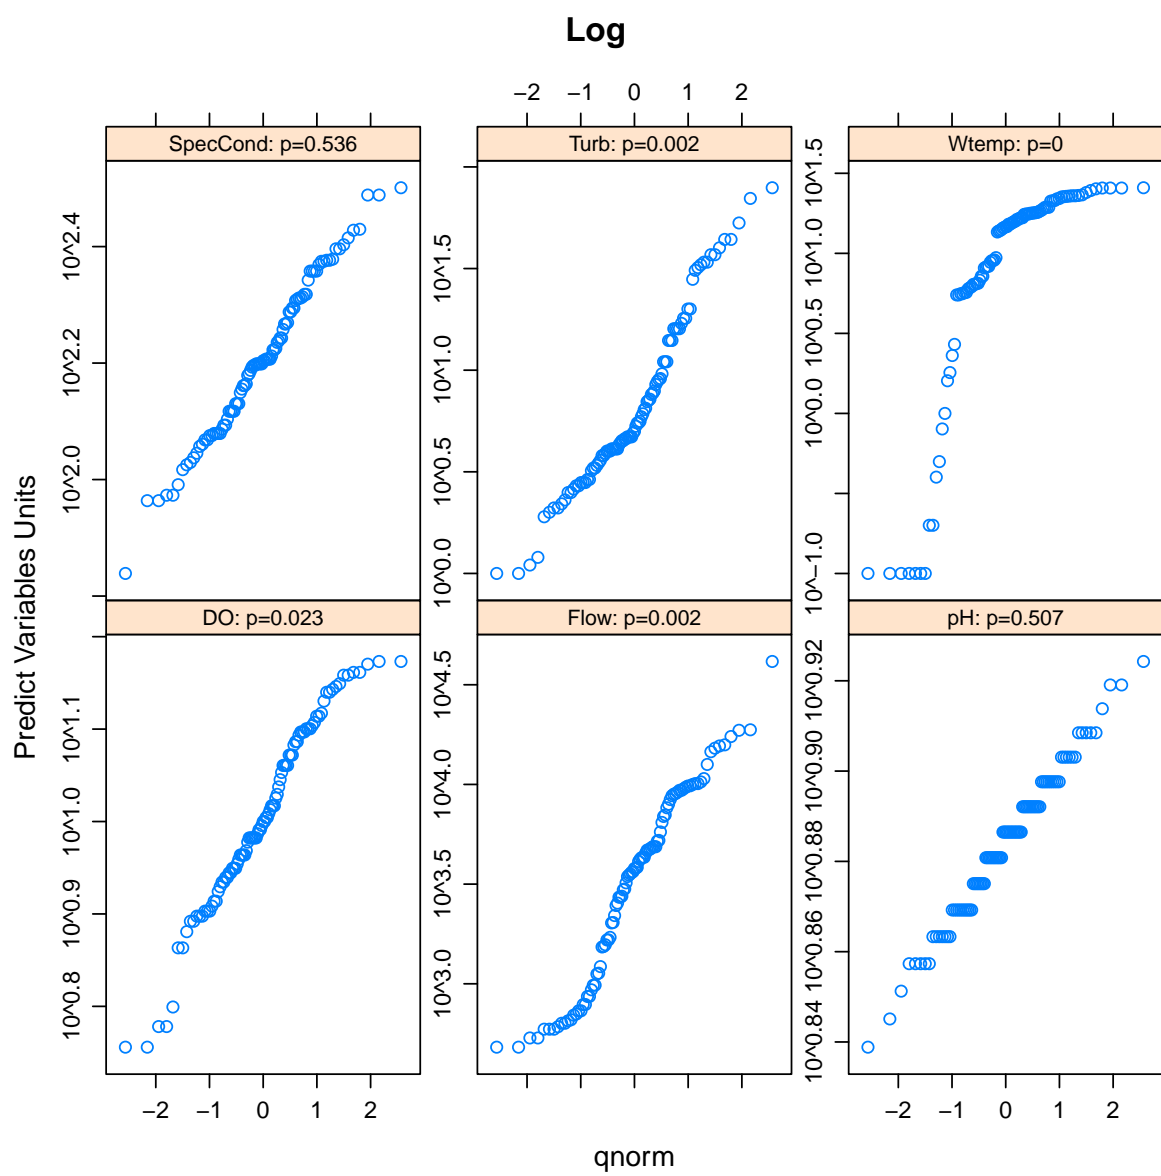 Log
−2 −1 0 1 2
SpecCond: p=0.536
Turb: p=0.002
Wtemp: p=0
10^2.0 10^2.2 10^2.4
10^0.0 10^0.5 10^1.0 10^1.5
10^−1.0 10^0.0 10^0.5 10^1.0 10^1.5
DO: p=0.023
Flow: p=0.002
pH: p=0.507
10^0.8 10^0.9 10^1.0 10^1.1
10^3.0 10^3.5 10^4.0 10^4.5
10^0.84 10^0.86 10^0.88 10^0.90 10^0.92
Predict Variables Units
−2 −1 0 1 2
−2 −1 0 1 2
qnorm